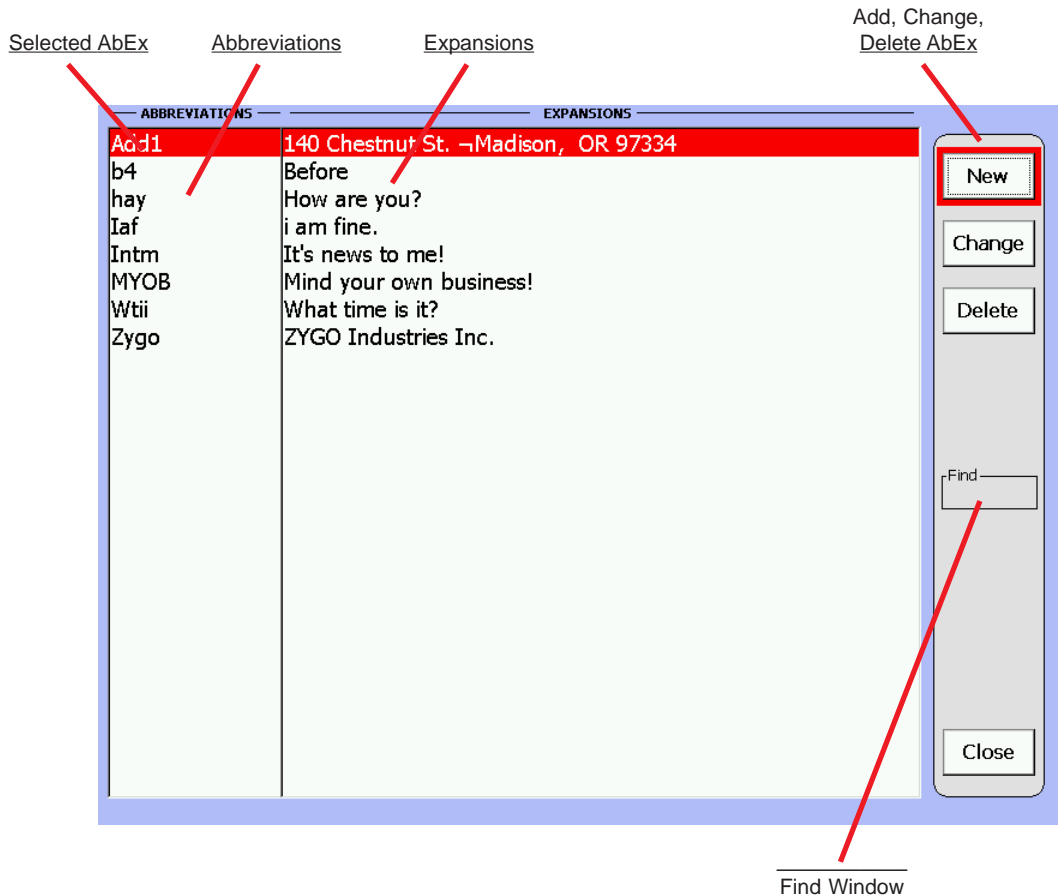 Add, Change,
Selected AbEx Abbreviations Expansions Delete AbEx
ABBREVIATIONS EXPANSIONS
Add1 140 Chestnut St. ¬Madison, OR 97334
b4 Before
hay How are you?
Iaf i am fine.
Intm It's news to me!
MYOB Mind your own business!
Wtii What time is it?
Zygo ZYGO Industries Inc.
New
Change
Delete
Find
Close
Find Window